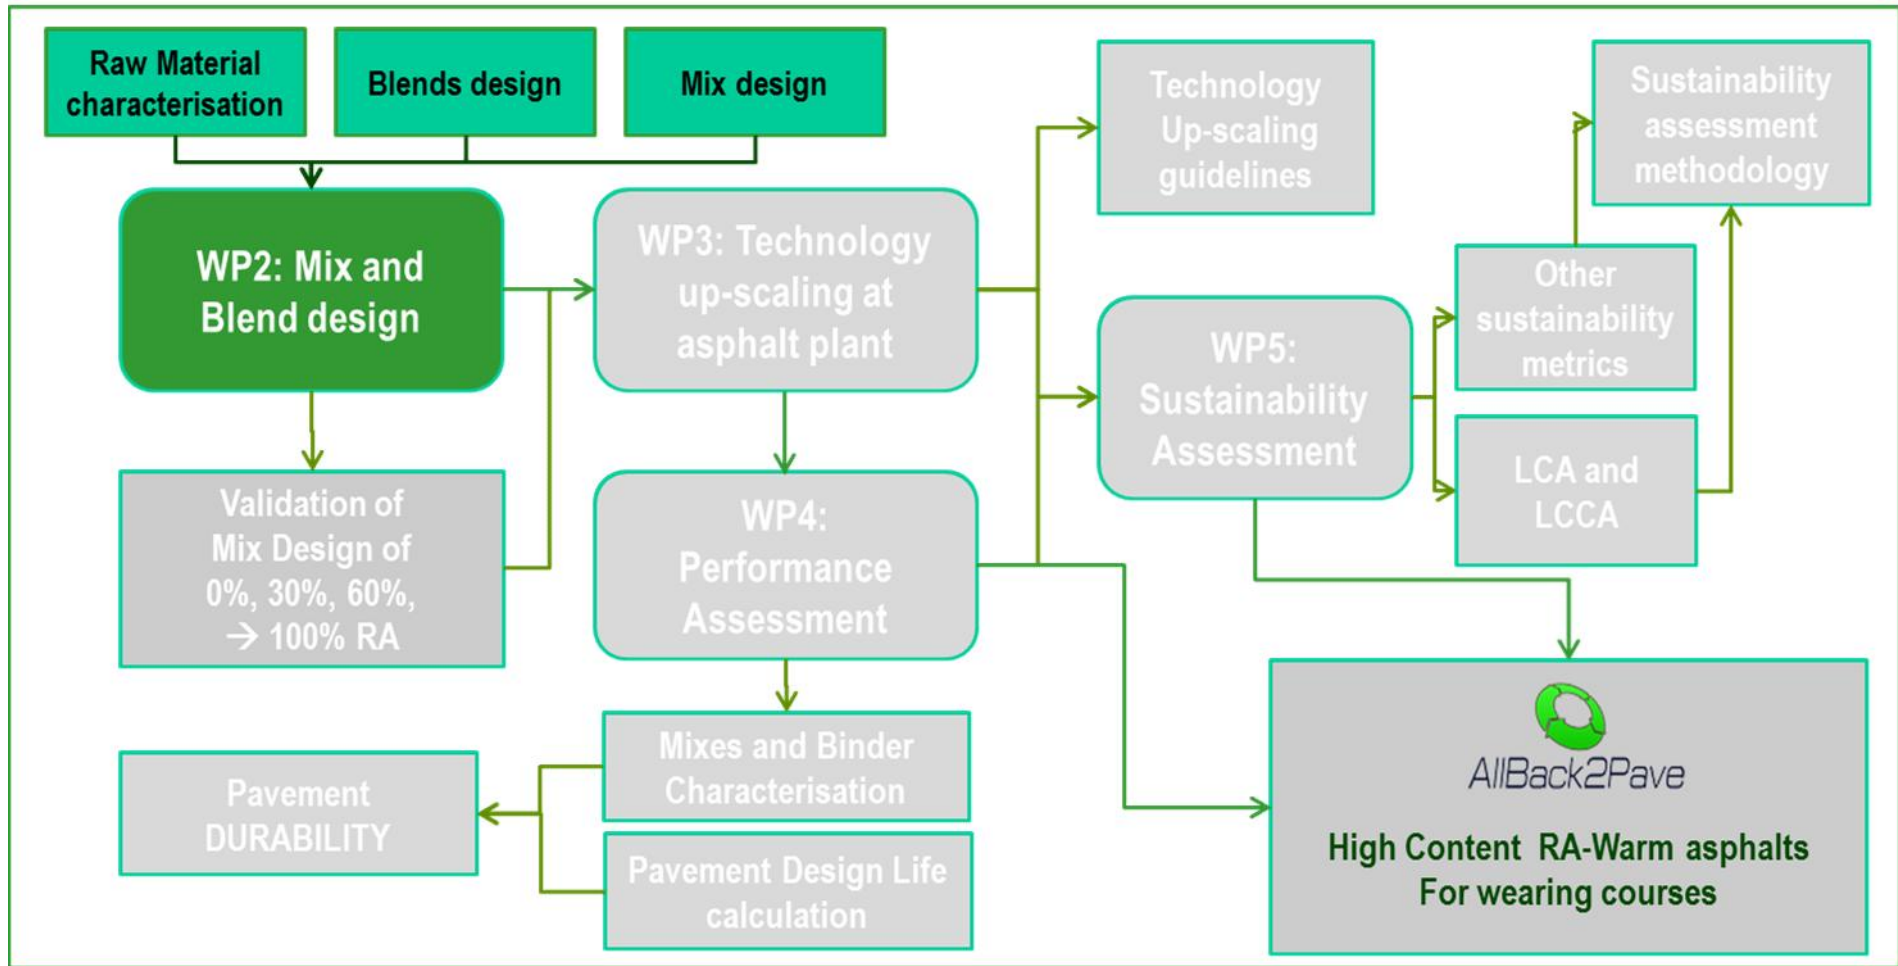 Raw Material
characterisation
Blends design
Mix design
Technology
Up-scaling
guidelines
Sustainability
assessment
methodology
WP2: Mix and
Blend design
WP3: Technology
up-scaling at
asphalt plant
WP5:
Sustainability
Assessment
Other
sustainability
metrics
LCA and
LCCA
Validation of
Mix Design of
0%, 30%, 60%,
→ 100% RA
WP4:
Performance
Assessment
Mixes and Binder
Characterisation
Pavement Design Life
calculation
Pavement
DURABILITY
AllBack2Pave
High Content RA-Warm asphalts
For wearing courses